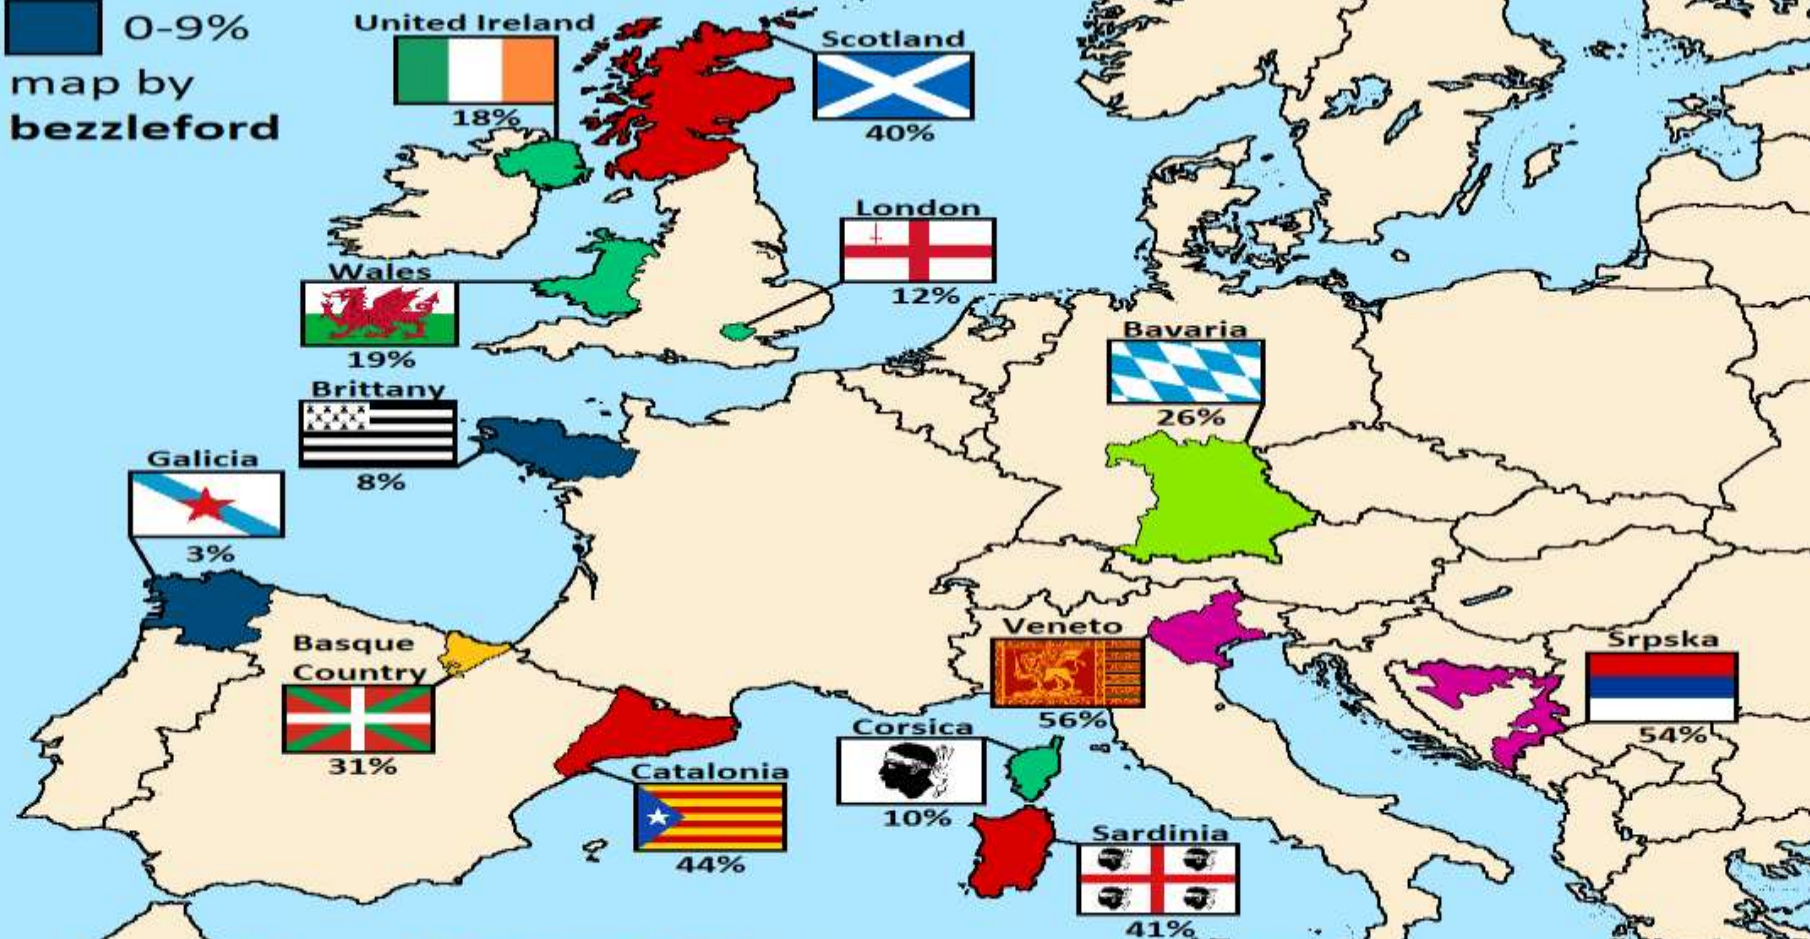 0-9%
map by
bezzleford
United Ireland
18%
Scotland
40%
London
12%
Wales
19%
Brittany
8%
Bavaria
26%
Galicia
3%
Basque
Country
31%
Catalonia
44%
Veneto
56%
Srpska
54%
Corsica
10%
Sardinia
41%